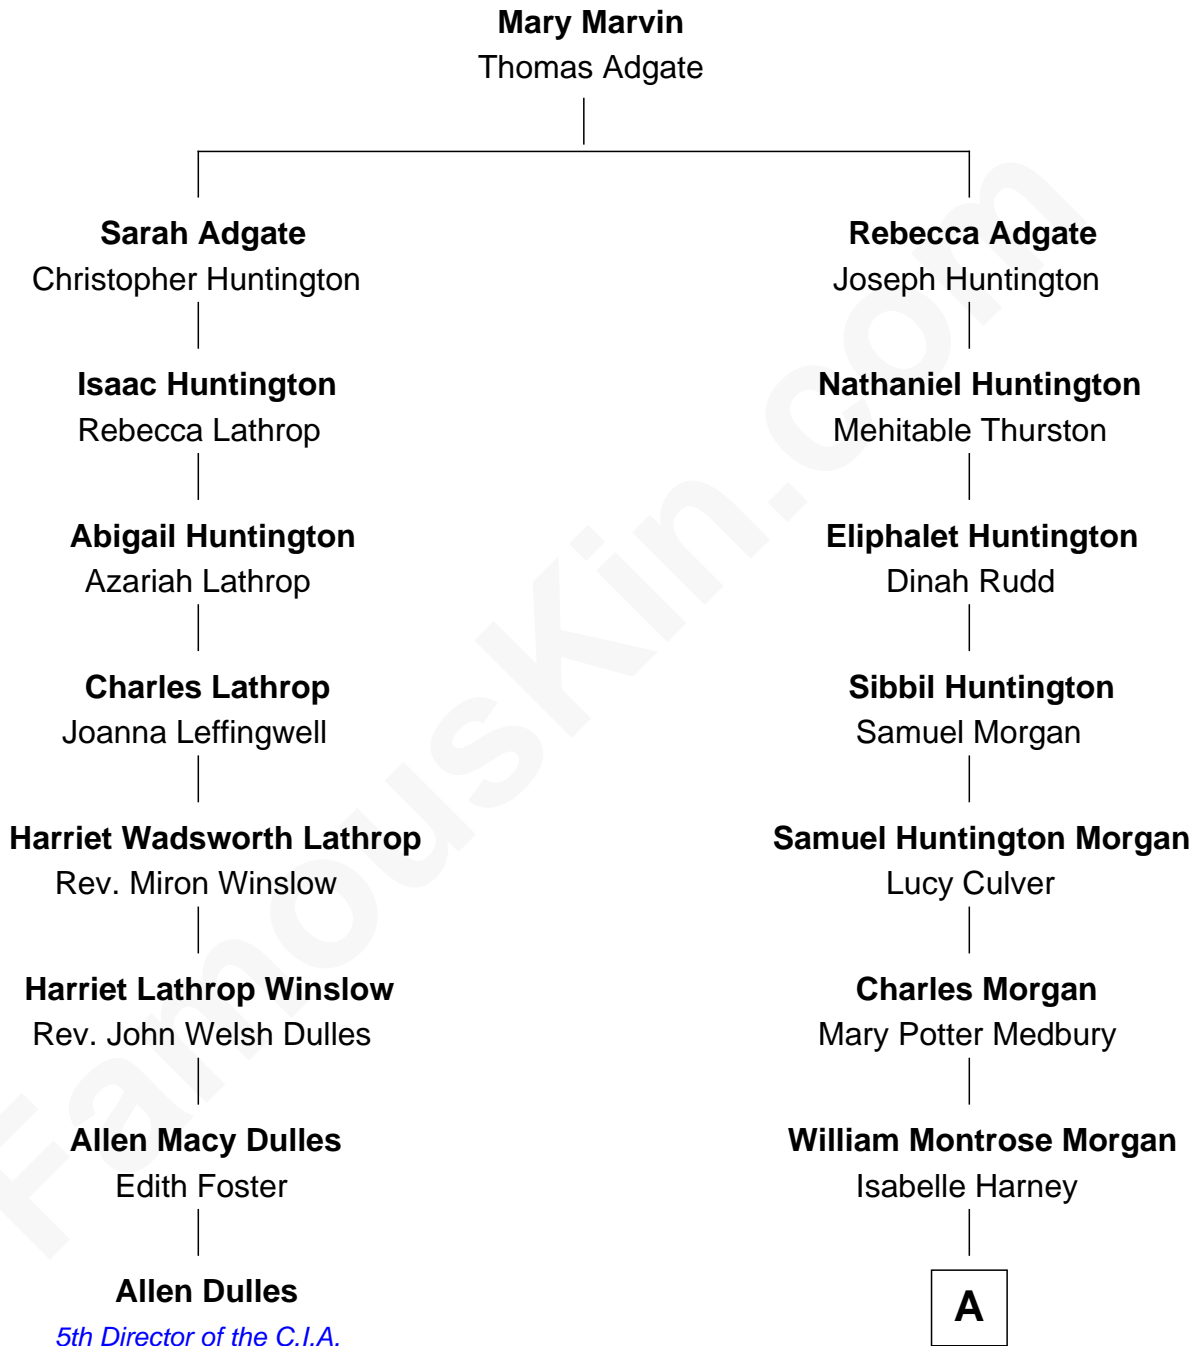 Mary Marvin
Thomas Adgate
Sarah Adgate
Christopher Huntington
Rebecca Adgate
Joseph Huntington
Isaac Huntington
Rebecca Lathrop
Nathaniel Huntington
Mehitable Thurston
Abigail Huntington
Azariah Lathrop
Eliphalet Huntington
Dinah Rudd
Charles Lathrop
Joanna Leffingwell
Sibbil Huntington
Samuel Morgan
Harriet Wadsworth Lathrop
Rev. Miron Winslow
Samuel Huntington Morgan
Lucy Culver
Harriet Lathrop Winslow
Rev. John Welsh Dulles
Charles Morgan
Mary Potter Medbury
Allen Macy Dulles
Edith Foster
William Montrose Morgan
Isabelle Harney
Allen Dulles
5th Director of the C.I.A.
A
FamousKin.com